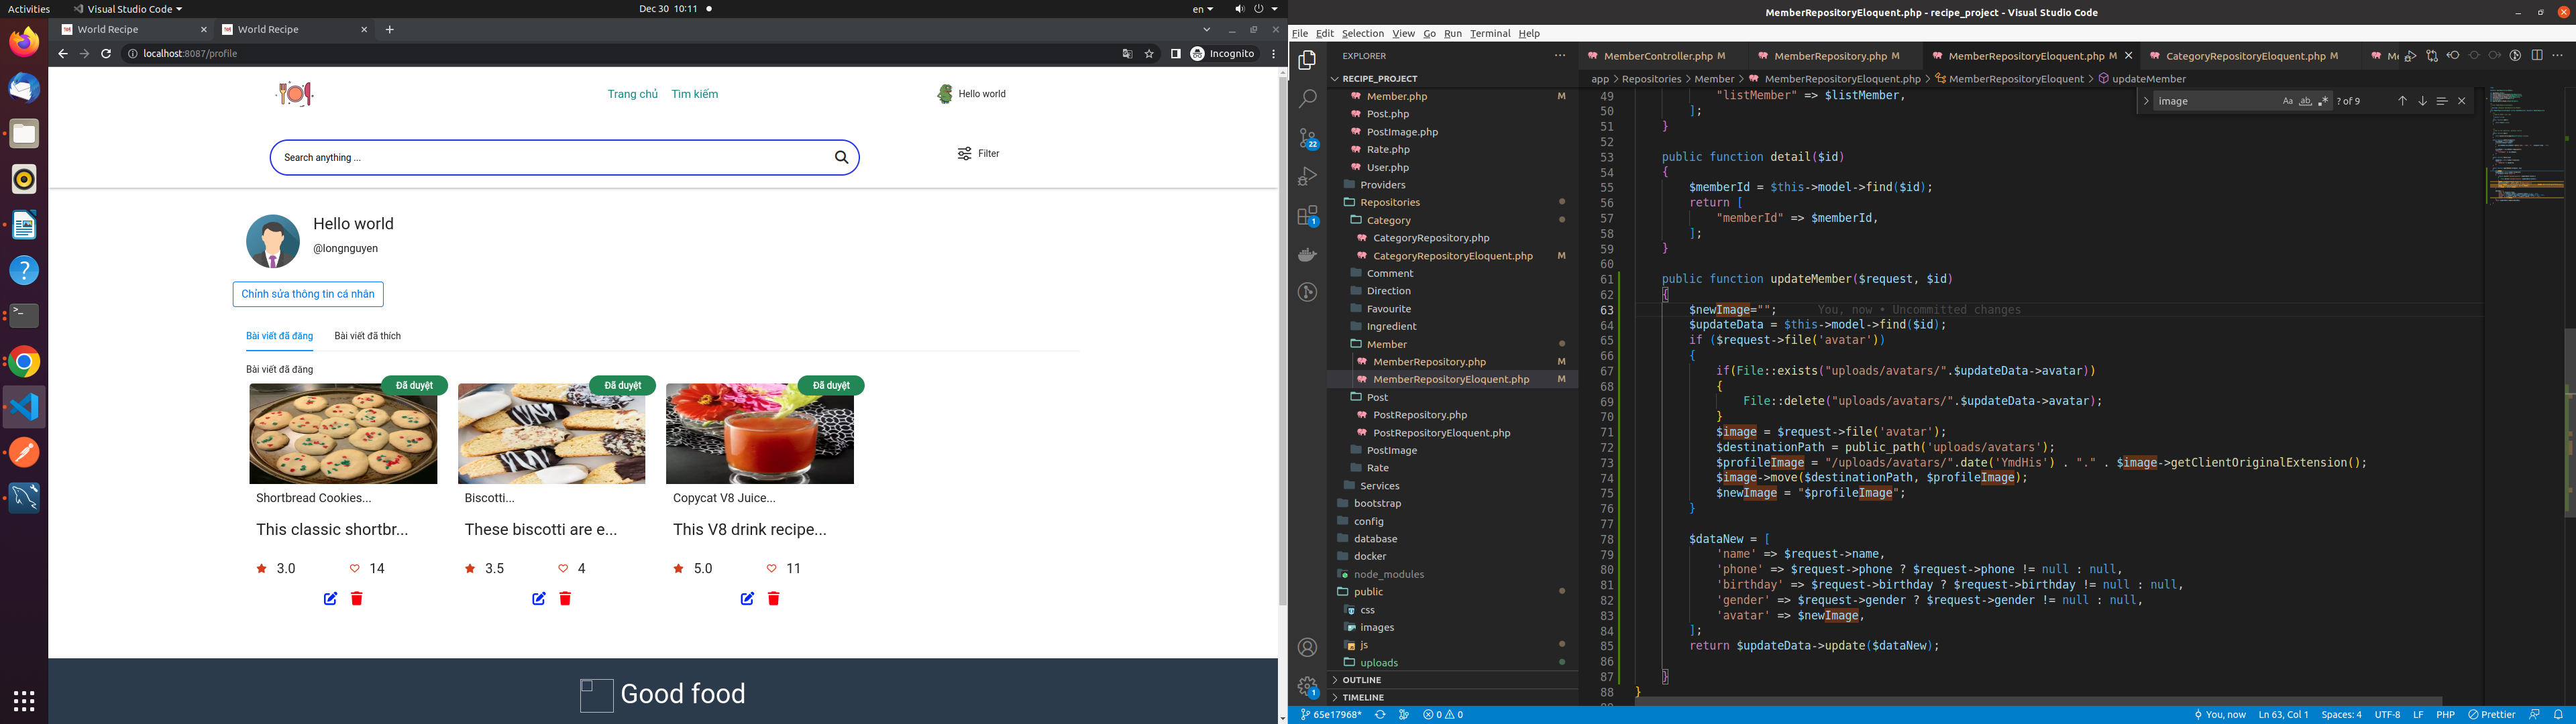 Activities
Visual Studio Code
Dec 30 10:11
en
World Recipe
World Recipe
localhost:8087/profile
Incognito
Trang chủ
Tìm kiếm
Hello world
Search anything ...
Filter
Hello world
@longnguyen
Chỉnh sửa thông tin cá nhân
Bài viết đã đăng
Bài viết đã thích
Bài viết đã đăng
Đã duyệt
Đã duyệt
Đã duyệt
Shortbread Cookies...
Biscotti...
Copycat V8 Juice...
This classic shortbr...
These biscotti are e...
This V8 drink recipe...
3.0
14
3.5
4
5.0
11
Good food
MemberRepositoryEloquent.php - recipe_project - Visual Studio Code
File Edit Selection View Go Run Terminal Help
22
1
1
EXPLORER
RECIPE_PROJECT
Member.php M
Post.php
PostImage.php
Rate.php
User.php
Providers
Repositories
Category
CategoryRepository.php
CategoryRepositoryEloquent.php M
Comment
Direction
Favourite
Ingredient
Member
MemberRepository.php M
MemberRepositoryEloquent.php M
Post
PostRepository.php
PostRepositoryEloquent.php
PostImage
Rate
Services
bootstrap
config
database
docker
node_modules
public
css
images
js
uploads
OUTLINE
TIMELINE
MemberController.php M
MemberRepository.php M
MemberRepositoryEloquent.php M
CategoryRepositoryEloquent.php M
app > Repositories > Member > MemberRepositoryEloquent.php > MemberRepositoryEloquent > updateMember
image
Aa
ab
.*
? of 9
49 "listMember" => $listMember,
50 ];
51 }
52
53 public function detail($id)
54 {
55 $memberId = $this->model->find($id);
56 return [
57 "memberId" => $memberId,
58 ];
59 }
60
61 public function updateMember($request, $id)
62 {
63 $newImage=""; You, now • Uncommitted changes
64 $updateData = $this->model->find($id);
65 if ($request->file('avatar'))
66 {
67 if(File::exists("uploads/avatars/".$updateData->avatar))
68 {
69 File::delete("uploads/avatars/".$updateData->avatar);
70 }
71 $image = $request->file('avatar');
72 $destinationPath = public_path('uploads/avatars');
73 $profileImage = "/uploads/avatars/".date('YmdHis') . "." . $image->getClientOriginalExtension();
74 $image->move($destinationPath, $profileImage);
75 $newImage = "$profileImage";
76 }
77
78 $dataNew = [
79 'name' => $request->name,
80 'phone' => $request->phone ? $request->phone != null : null,
81 'birthday' => $request->birthday ? $request->birthday != null : null,
82 'gender' => $request->gender ? $request->gender != null : null,
83 'avatar' => $newImage,
84 ];
85 return $updateData->update($dataNew);
86
87 }
88 }
65e17968*
0
0
You, now
Ln 63, Col 1
Spaces: 4
UTF-8
LF
PHP
Prettier